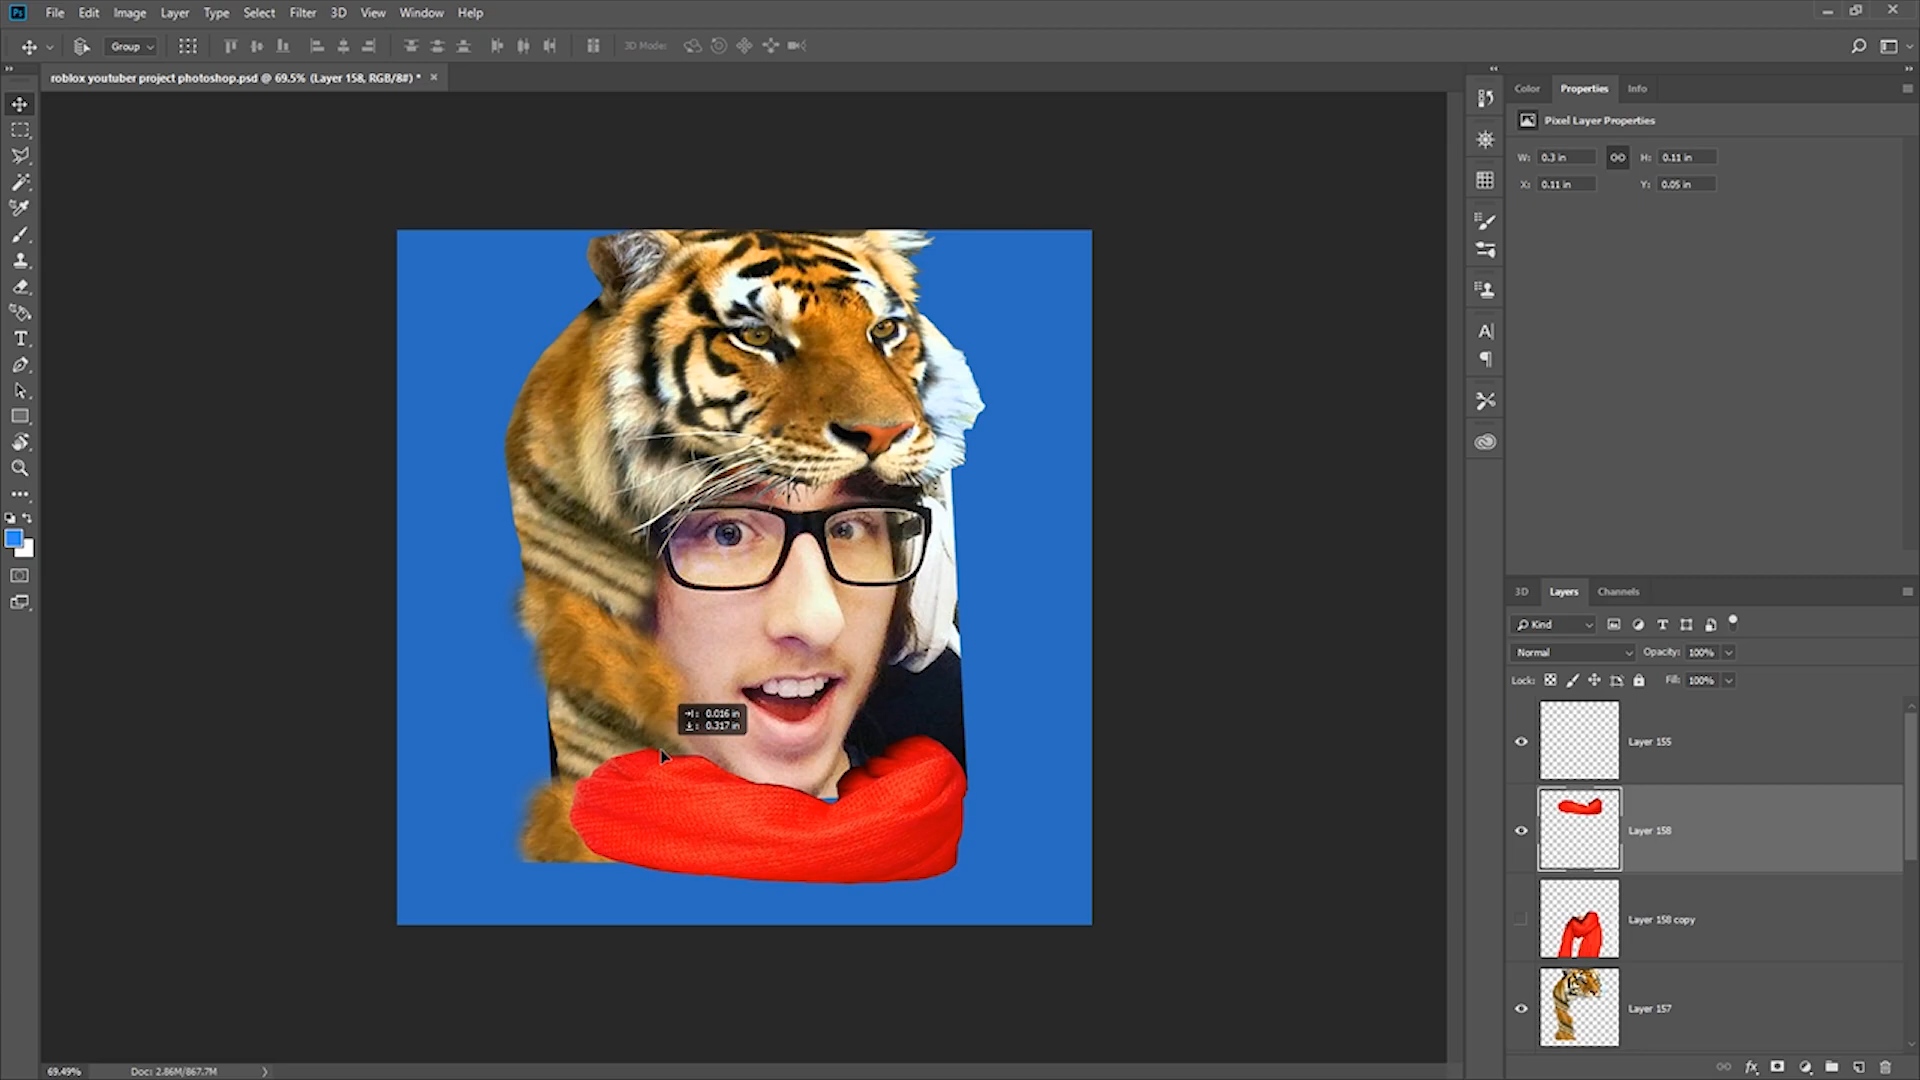 Ps File Edit Image Layer Type Select Filter 3D View Window Help
Group 3D Mode:
roblox youtuber project photoshop.psd @ 69.5% (Layer 158, RGB/8#) * ×
Color Properties Info
Pixel Layer Properties
W: 0.3 in H: 0.11 in
X: 0.11 in Y: 0.05 in
0.016 in
0.317 in
3D Layers Channels
Kind
Normal Opacity: 100%
Lock: Fill: 100%
Layer 155
Layer 158
Layer 158 copy
Layer 157
69.49% Doc: 2.86M/867.7M